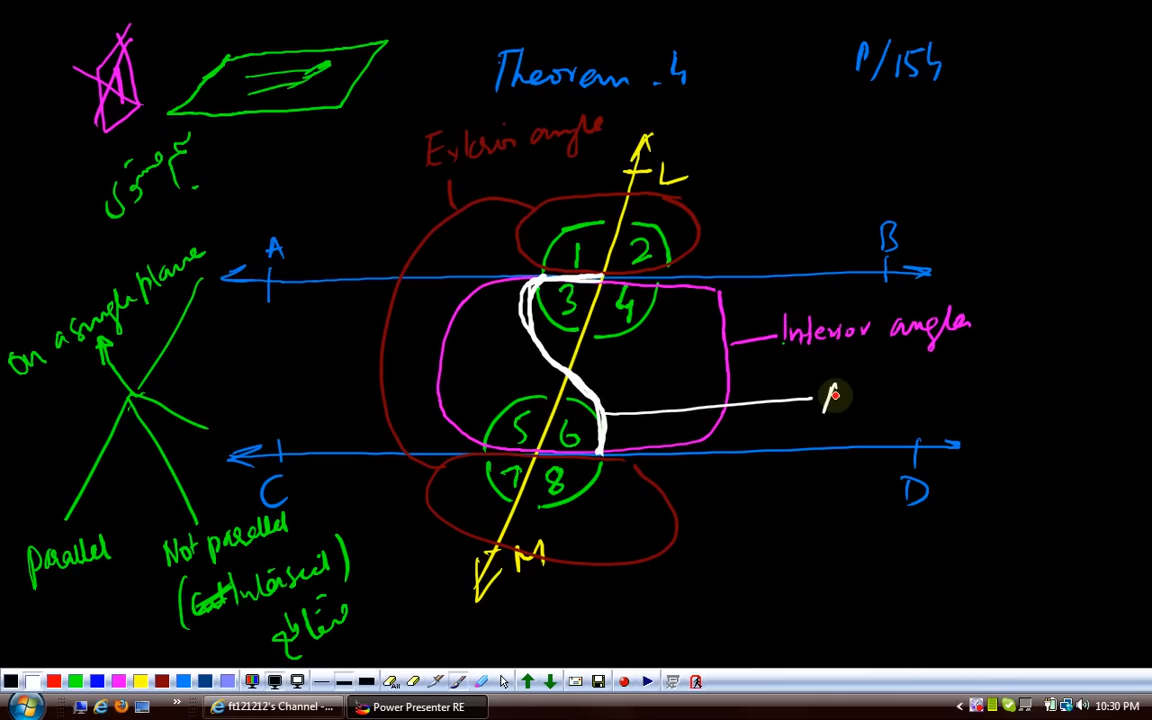 Theorem .4
P/154
Exterior angle
L
1 2
A
B
3 4
Interior angles
on a single plane
5 6
C
D
7 8
M
Parallel
Not parallel
Intersect
ft121212's Channel -...
Power Presenter RE
10:30 PM